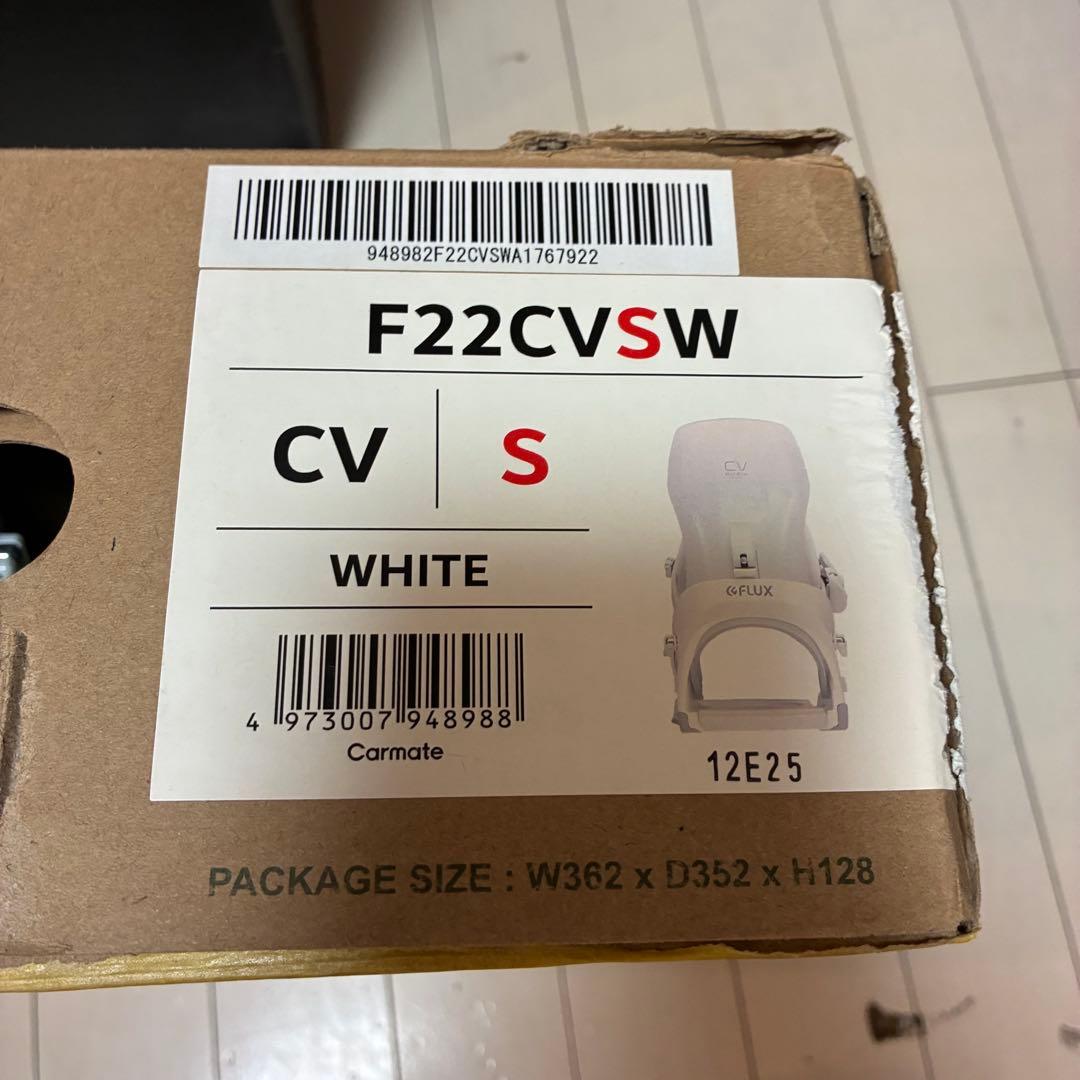 948982F22CVSWA1767922
F22CVSW
CV
S
CV
WHITE
FLUX
4 973007 948988
Carmate
12E25
PACKAGE SIZE : W362 x D352 x H128